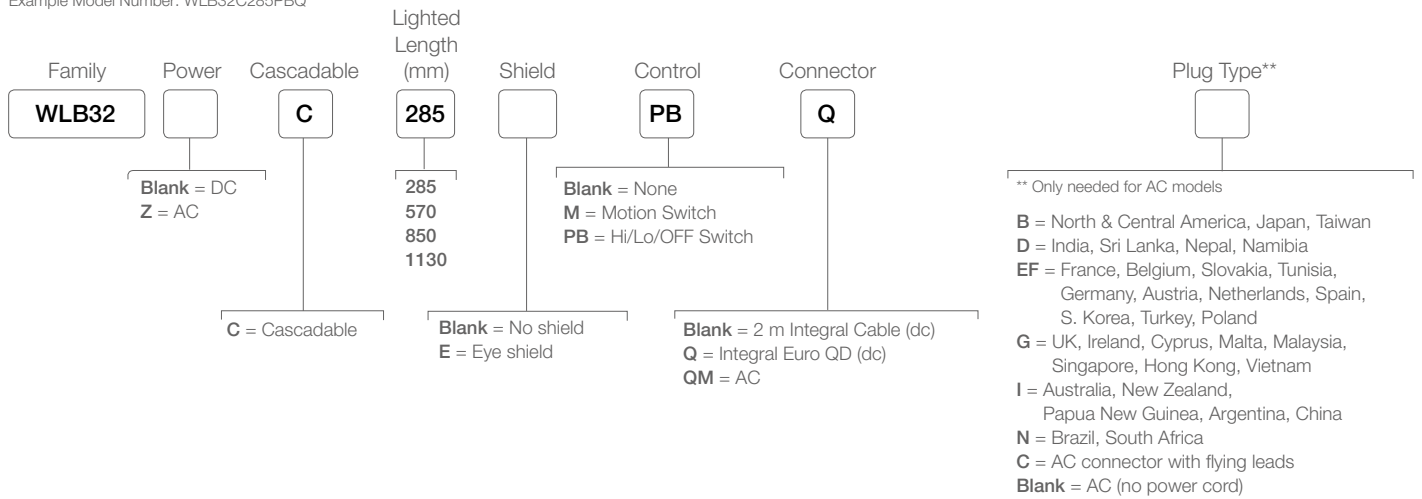 Example Model Number: WLB32C285PBQ
Family
Power
Cascadable
Lighted
Length
(mm)
Shield
Control
Connector
Plug Type**
WLB32
C
285
PB
Q
Blank = DC
Z = AC
C = Cascadable
285
570
850
1130
Blank = No shield
E = Eye shield
Blank = None
M = Motion Switch
PB = Hi/Lo/OFF Switch
Blank = 2 m Integral Cable (dc)
Q = Integral Euro QD (dc)
QM = AC
** Only needed for AC models
B = North & Central America, Japan, Taiwan
D = India, Sri Lanka, Nepal, Namibia
EF = France, Belgium, Slovakia, Tunisia,
Germany, Austria, Netherlands, Spain,
S. Korea, Turkey, Poland
G = UK, Ireland, Cyprus, Malta, Malaysia,
Singapore, Hong Kong, Vietnam
I = Australia, New Zealand,
Papua New Guinea, Argentina, China
N = Brazil, South Africa
C = AC connector with flying leads
Blank = AC (no power cord)